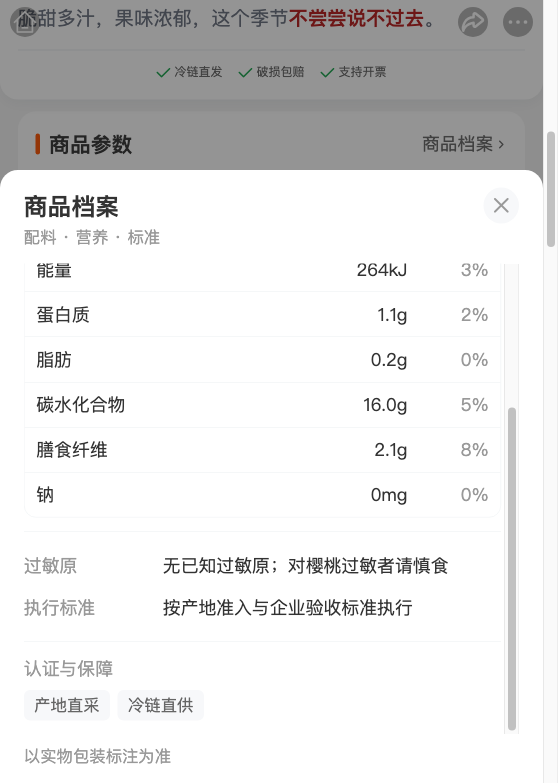 脆甜多汁，果味浓郁，这个季节不尝尝说不过去。
冷链直发 破损包赔 支持开票
商品参数 商品档案 ›
商品档案
配料 · 营养 · 标准
能量 264kJ 3%
蛋白质 1.1g 2%
脂肪 0.2g 0%
碳水化合物 16.0g 5%
膳食纤维 2.1g 8%
钠 0mg 0%
过敏原 无已知过敏原；对樱桃过敏者请慎食
执行标准 按产地准入与企业验收标准执行
认证与保障
产地直采 冷链直供
以实物包装标注为准